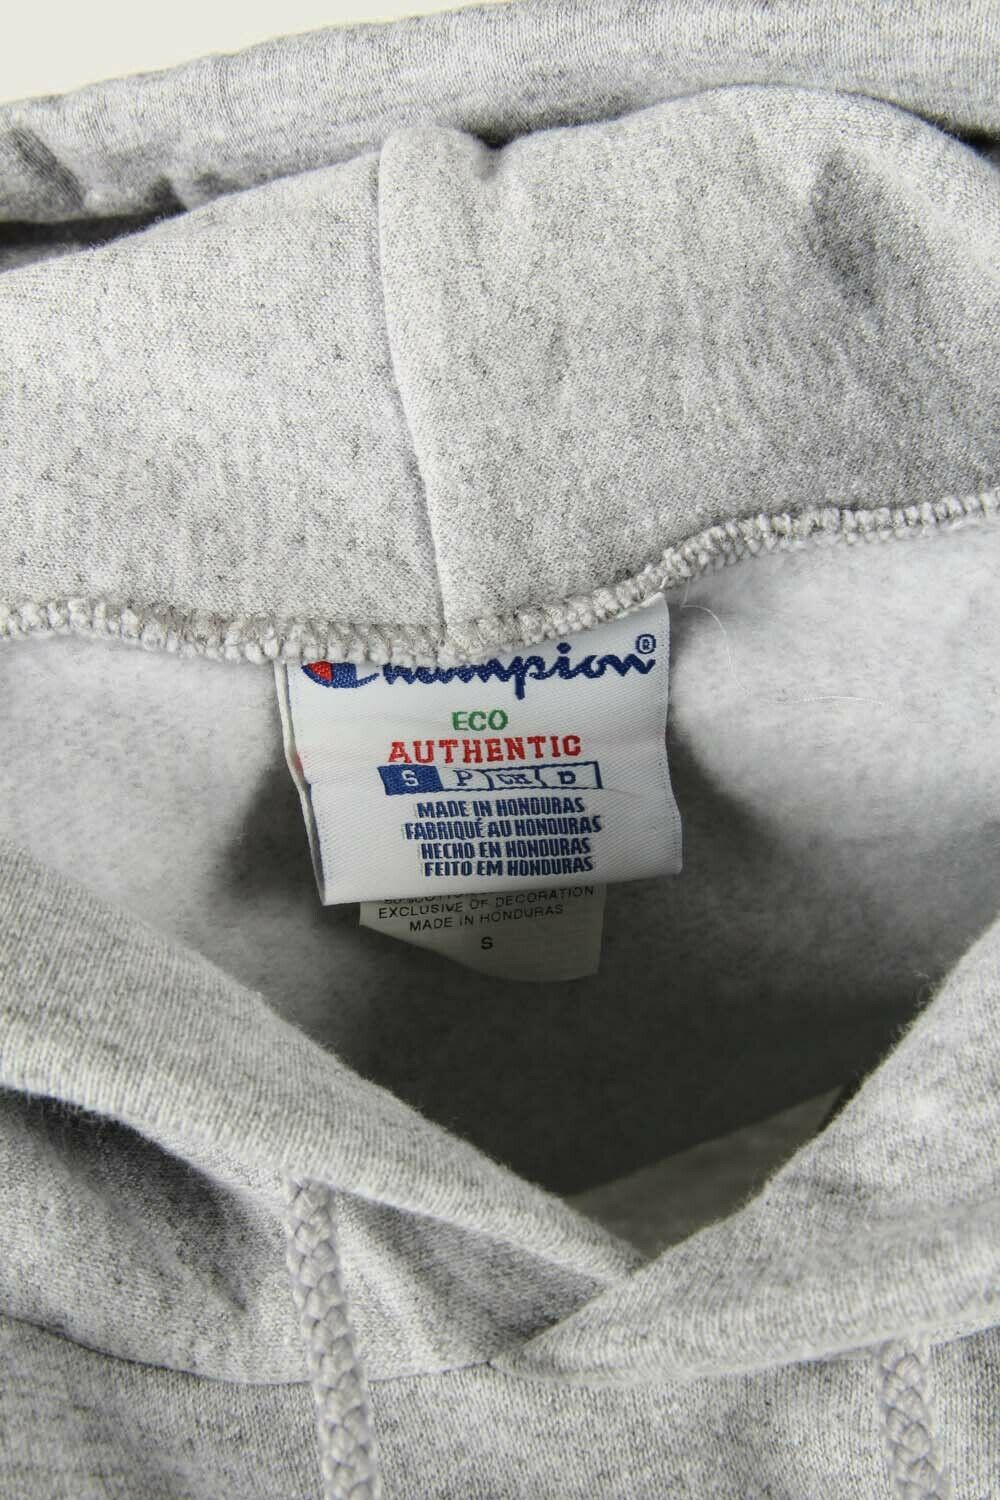 Champion®
ECO
AUTHENTIC
S P CH D
MADE IN HONDURAS
FABRIQUÉ AU HONDURAS
HECHO EN HONDURAS
FEITO EM HONDURAS
EXCLUSIVE OF DECORATION
MADE IN HONDURAS
S